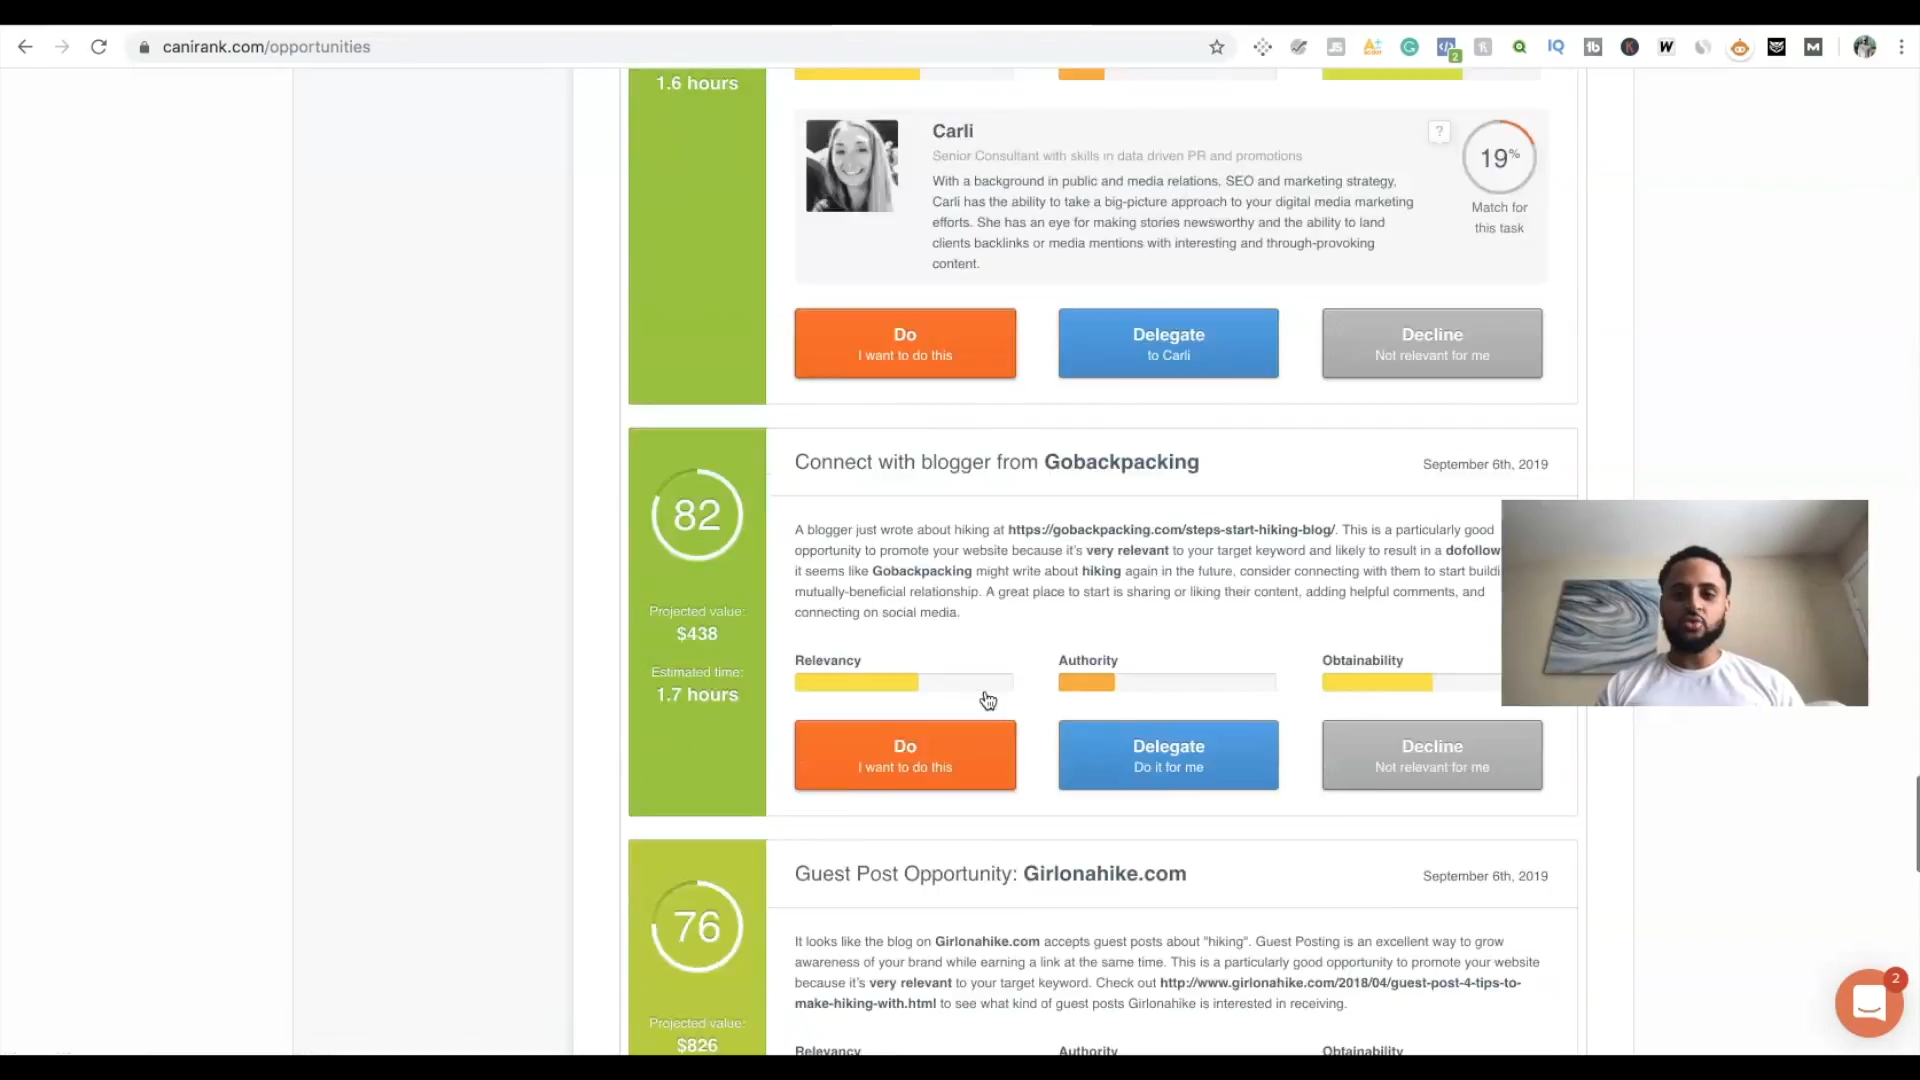 canirank.com/opportunities
2
1.6 hours
Carli
Senior Consultant with skills in data driven PR and promotions
With a background in public and media relations, SEO and marketing strategy,
Carli has the ability to take a big-picture approach to your digital media marketing
efforts. She has an eye for making stories newsworthy and the ability to land
clients backlinks or media mentions with interesting and through-provoking
content.
?
19%
Match for
this task
Do
I want to do this
Delegate
to Carli
Decline
Not relevant for me
82
Projected value:
$438
Estimated time:
1.7 hours
Connect with blogger from Gobackpacking
September 6th, 2019
A blogger just wrote about hiking at https://gobackpacking.com/steps-start-hiking-blog/. This is a particularly good
opportunity to promote your website because it's very relevant to your target keyword and likely to result in a dofollow
it seems like Gobackpacking might write about hiking again in the future, consider connecting with them to start buildi
mutually-beneficial relationship. A great place to start is sharing or liking their content, adding helpful comments, and
connecting on social media.
Relevancy
Authority
Obtainability
Do
I want to do this
Delegate
Do it for me
Decline
Not relevant for me
76
Projected value:
$826
Guest Post Opportunity: Girlonahike.com
September 6th, 2019
It looks like the blog on Girlonahike.com accepts guest posts about "hiking". Guest Posting is an excellent way to grow
awareness of your brand while earning a link at the same time. This is a particularly good opportunity to promote your website
because it's very relevant to your target keyword. Check out http://www.girlonahike.com/2018/04/guest-post-4-tips-to-
make-hiking-with.html to see what kind of guest posts Girlonahike is interested in receiving.
Relevancy
Authority
Obtainability
2